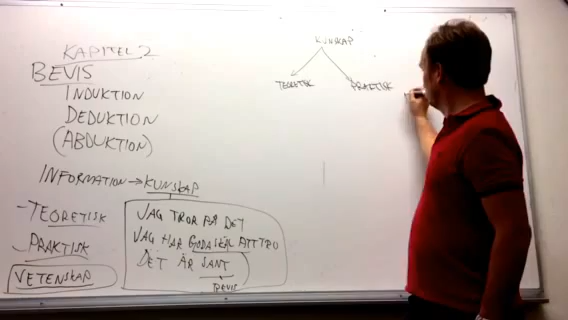 KAPITEL 2
BEVIS
INDUKTION
DEDUKTION
(ABDUKTION)
INFORMATION → KUNSKAP
- TEORETISK
- PRAKTISK
VETENSKAP
JAG TROR PÅ DET
JAG HAR GODA SKÄL ATT TRO
DET ÄR SANT
BEVIS
KUNSKAP
TEORETISK
PRAKTISK